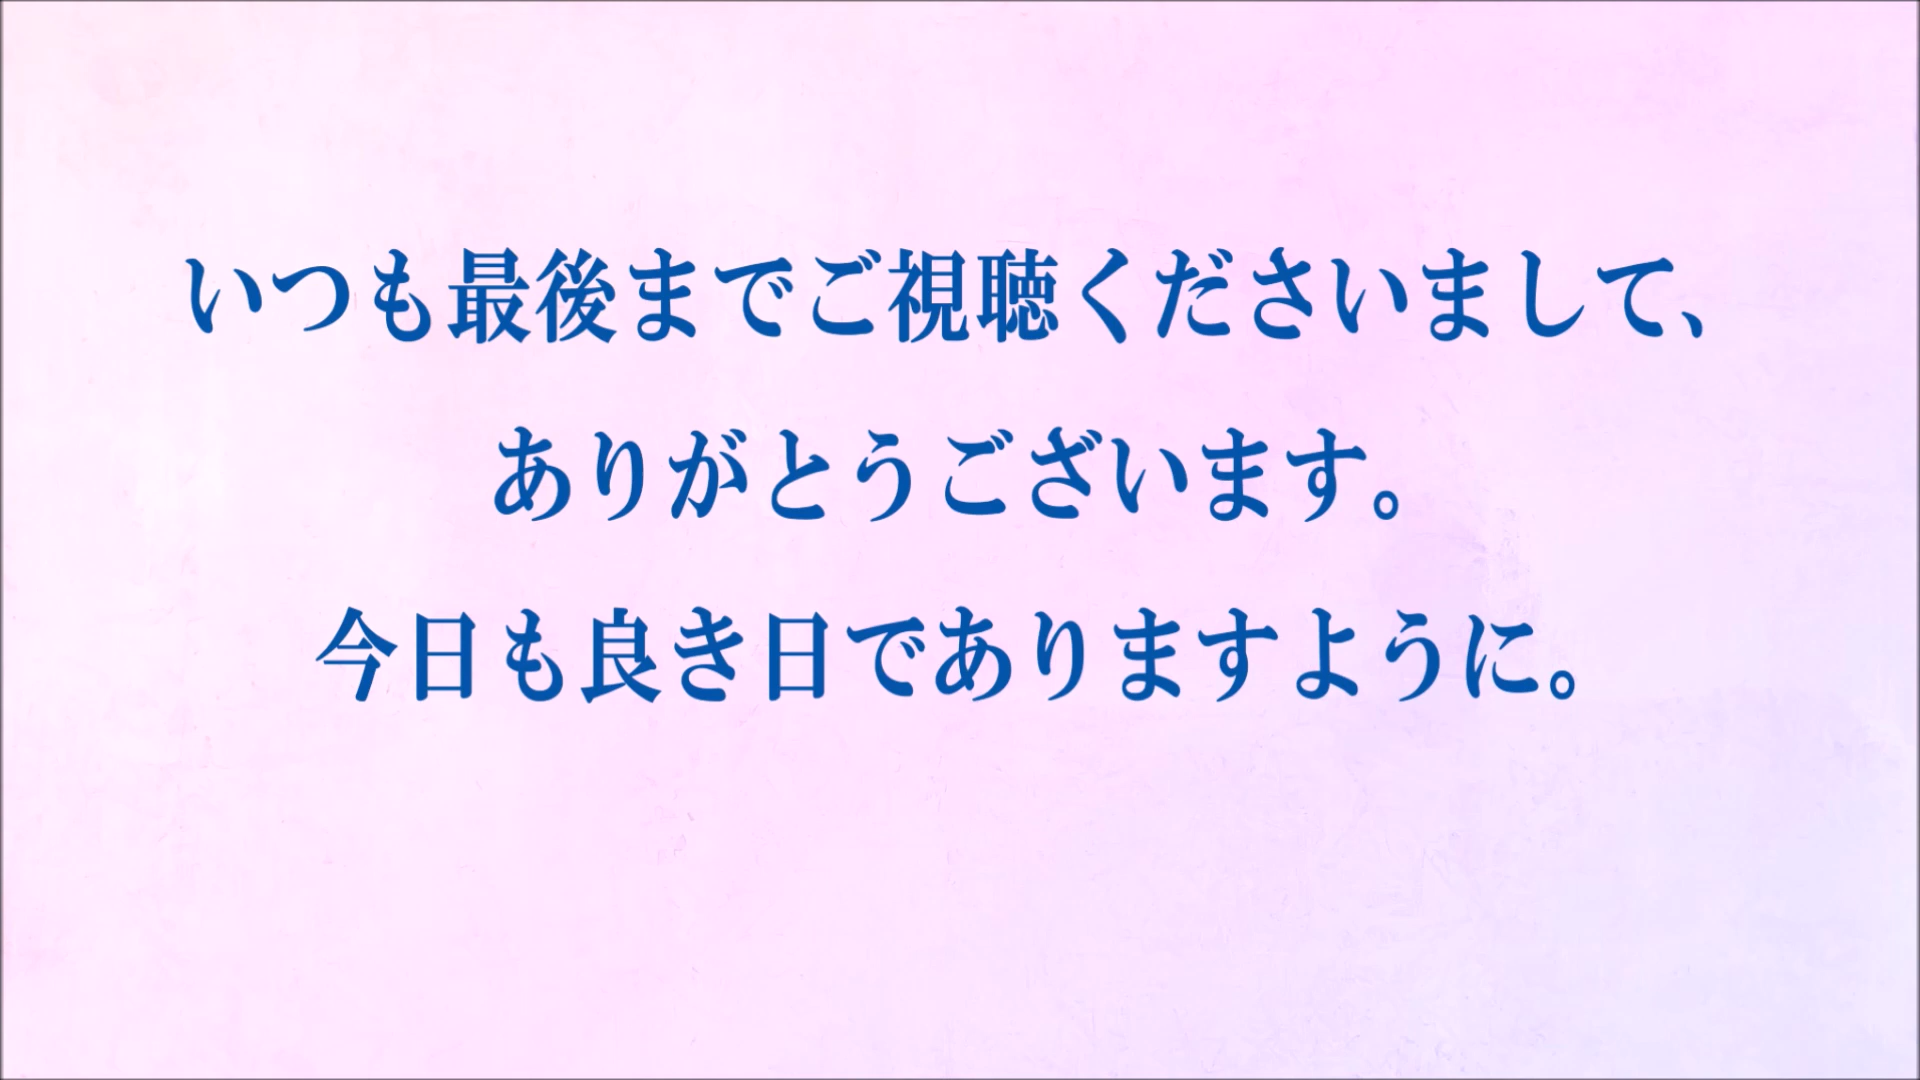 いつも最後までご視聴くださいまして、
ありがとうございます。
今日も良き日でありますように。